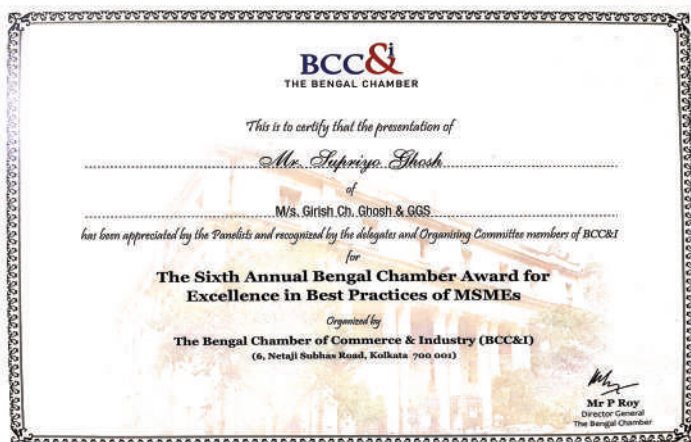 BCC&i
THE BENGAL CHAMBER
This is to certify that the presentation of
Mr. Supriyo Ghosh
of
M/s. Girish Ch. Ghosh & GGS
has been appreciated by the Panelists and recognized by the delegates and Organising Committee members of BCC&I
for
The Sixth Annual Bengal Chamber Award for
Excellence in Best Practices of MSMEs
Organized by
The Bengal Chamber of Commerce & Industry (BCC&I)
(6, Netaji Subhas Road, Kolkata 700 001)
Mr P Roy
Director General
The Bengal Chamber